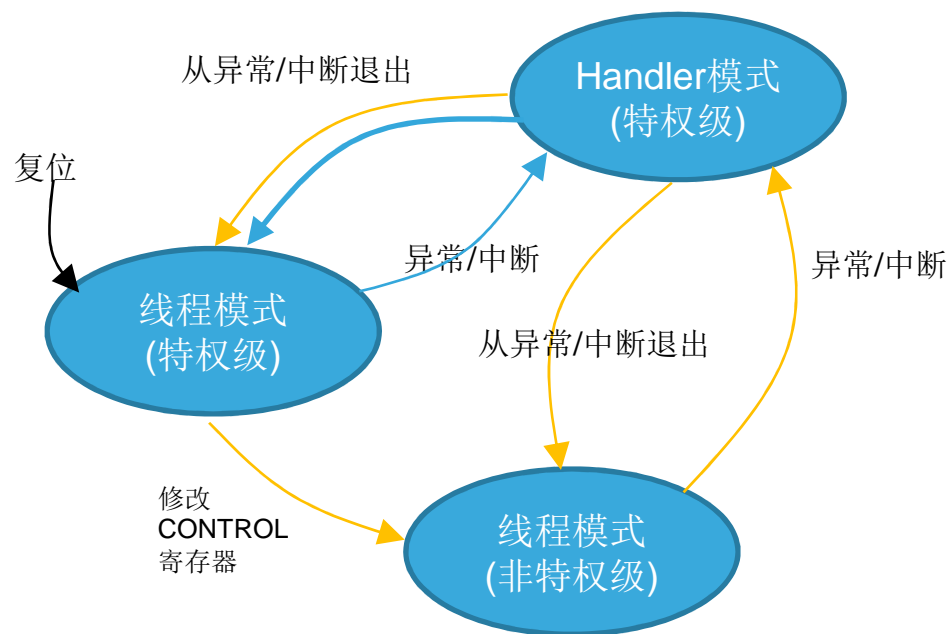 从异常/中断退出
Handler模式
(特权级)
复位
异常/中断
异常/中断
线程模式
(特权级)
从异常/中断退出
修改
CONTROL
寄存器
线程模式
(非特权级)